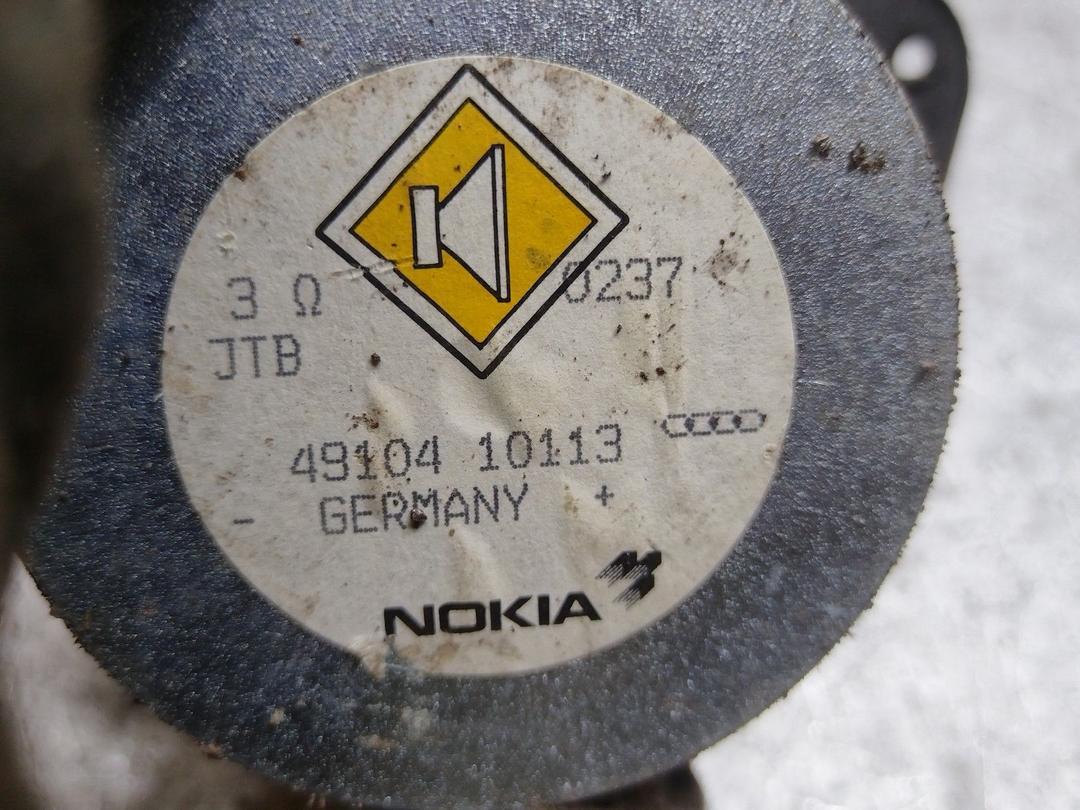 3 Ω 0237
JTB
49104 10113
- GERMANY +
NOKIA